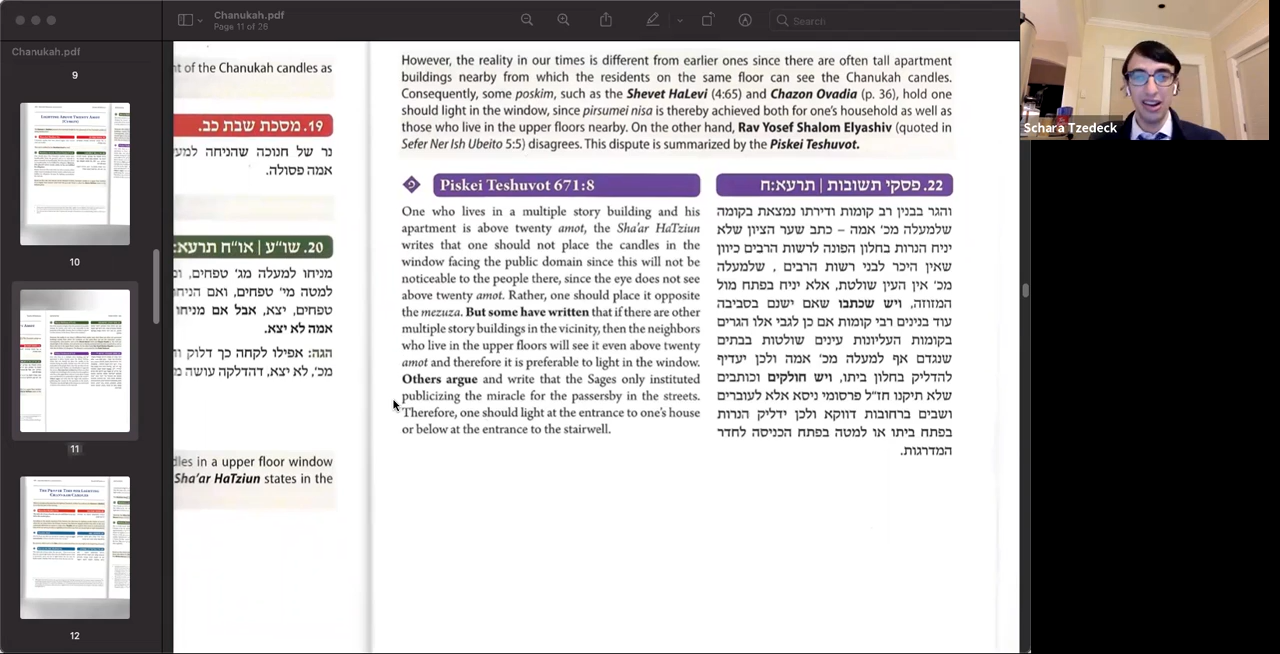 Chanukah.pdf
Page 11 of 26
Search
Chanukah.pdf
9
10
11
12
Schara Tzedeck
t of the Chanukah candles as
19. מסכת שבת כב.
נר של חנוכה שהניחה למע
אמה פסולה.
20. שו"ע | או"ח תרעא:
מניחו למעלה מג' טפחים, ומ
למטה מי' טפחים, ואם הניחו
טפחים, יצא, אבל אם מניחו
אמה לא יצא.
הגה: אפילו לקחה כך דלוק וה
מכ', לא יצא, דהדלקה עושה מ
dles in a upper floor window
Sha'ar HaTziun states in the
However, the reality in our times is different from earlier ones since there are often tall apartment
buildings nearby from which the residents on the same floor can see the Chanukah candles.
Consequently, some poskim, such as the Shevet HaLevi (4:65) and Chazon Ovadia (p. 36), hold one
should light in the window, since pirsumei nisa is thereby achieved both for one's household as well as
those who live in the upper floors nearby. On the other hand, Rav Yosef Shalom Elyashiv (quoted in
Sefer Ner Ish Ubeito 5:5) disagrees. This dispute is summarized by the Piskei Teshuvot.
Piskei Teshuvot 671:8
One who lives in a multiple story building and his
apartment is above twenty amot, the Sha'ar HaTziun
writes that one should not place the candles in the
window facing the public domain since this will not be
noticeable to the people there, since the eye does not see
above twenty amot. Rather, one should place it opposite
the mezuza. But some have written that if there are other
multiple story buildings in the vicinity, then the neighbors
who live in the upper floors will see it even above twenty
amot and therefore it is preferable to light in the window.
Others argue and write that the Sages only instituted
publicizing the miracle for the passersby in the streets.
Therefore, one should light at the entrance to one's house
or below at the entrance to the stairwell.
22. פסקי תשובות | תרעא:ח
והגר בבנין רב קומות ודירתו נמצאת בקומה
שלמעלה מכ' אמה – כתב שער הציון שלא
יניח הנרות בחלון הפונה לרשות הרבים כיוון
שאין היכר לבני רשות הרבים , שלמעלה
מכ' אין העין שולטת, אלא יניח בפתח מול
המזוזה, ויש שכתבו שאם ישנם בסביבה
עוד בנינים רבי קומות אם כן לגבי אלו הגרים
בקומות העליונות עינים שולטות בבתים
שנגדם אף למעלה מכ' אמה ולכן יעדיף
להדליק בחלון ביתו, ויש חולקים וכותבים
שלא תיקנו חז"ל פרסומי ניסא אלא לעוברים
ושבים ברחובות דווקא ולכן ידליק הנרות
בפתח ביתו או למטה בפתח הכניסה לחדר
המדרגות.